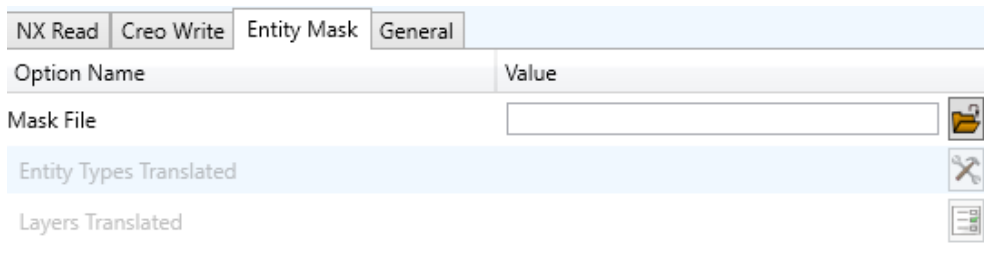 NX Read Creo Write Entity Mask General
Option Name Value
Mask File
Entity Types Translated
Layers Translated